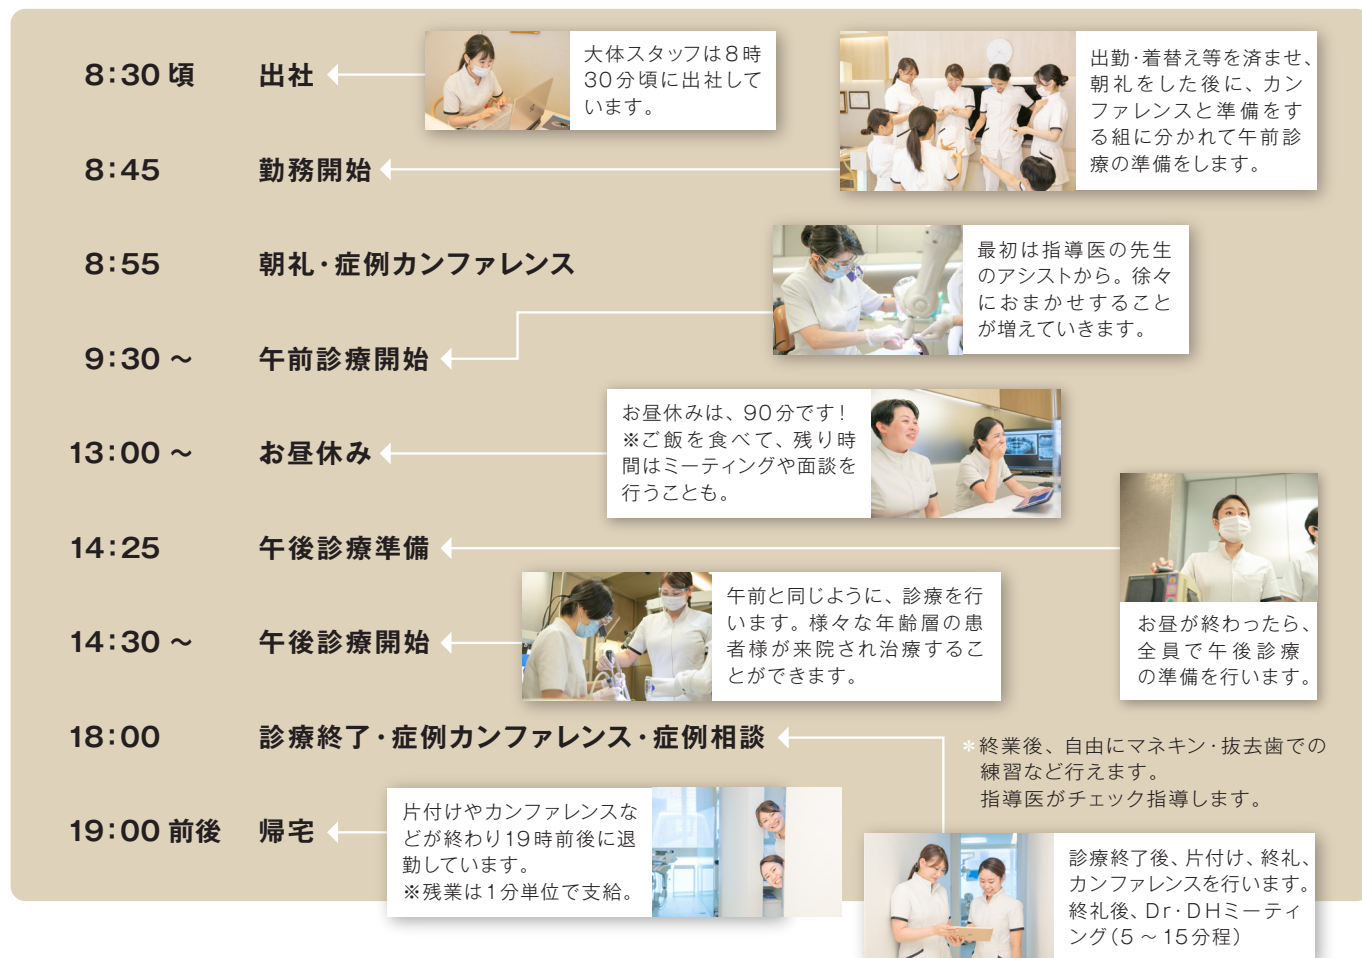 8:30 頃 出社
大体スタッフは8時
30分頃に出社して
います。
8:45 勤務開始
出勤・着替え等を済ませ、
朝礼をした後に、カン
ファレンスと準備をす
る組に分かれて午前診
療の準備をします。
8:55 朝礼・症例カンファレンス
9:30 ～ 午前診療開始
最初は指導医の先生
のアシストから。徐々
におまかせすること
が増えていきます。
13:00 ～ お昼休み
お昼休みは、90分です！
※ご飯を食べて、残り時
間はミーティングや面談を
行うことも。
14:25 午後診療準備
お昼が終わったら、
全員で午後診療
の準備を行います。
14:30 ～ 午後診療開始
午前と同じように、診療を行
います。様々な年齢層の患
者様が来院され治療するこ
とができます。
18:00 診療終了・症例カンファレンス・症例相談
＊終業後、自由にマネキン・抜去歯での
練習など行えます。
指導医がチェック指導します。
診療終了後、片付け、終礼、
カンファレンスを行います。
終礼後、Dr・DHミーティ
ング（5 ～ 15分程）
19:00 前後 帰宅
片付けやカンファレンスな
どが終わり19時前後に退
勤しています。
※残業は1分単位で支給。